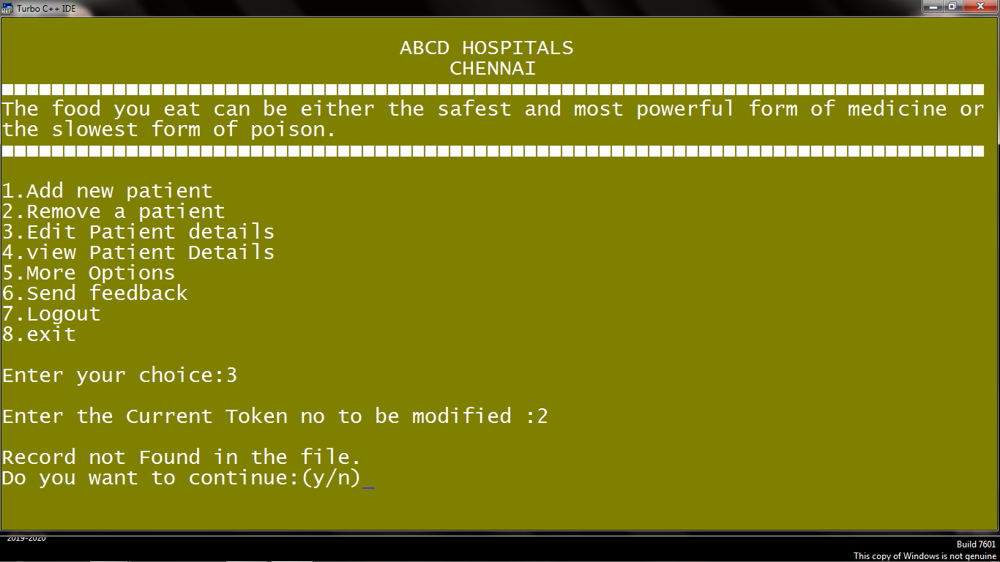 Turbo C++ IDE
ABCD HOSPITALS
CHENNAI
The food you eat can be either the safest and most powerful form of medicine or
the slowest form of poison.
1.Add new patient
2.Remove a patient
3.Edit Patient details
4.view Patient Details
5.More Options
6.Send feedback
7.Logout
8.exit
Enter your choice:3
Enter the Current Token no to be modified :2
Record not Found in the file.
Do you want to continue:(y/n)_
2019-2020
Build 7601
This copy of Windows is not genuine